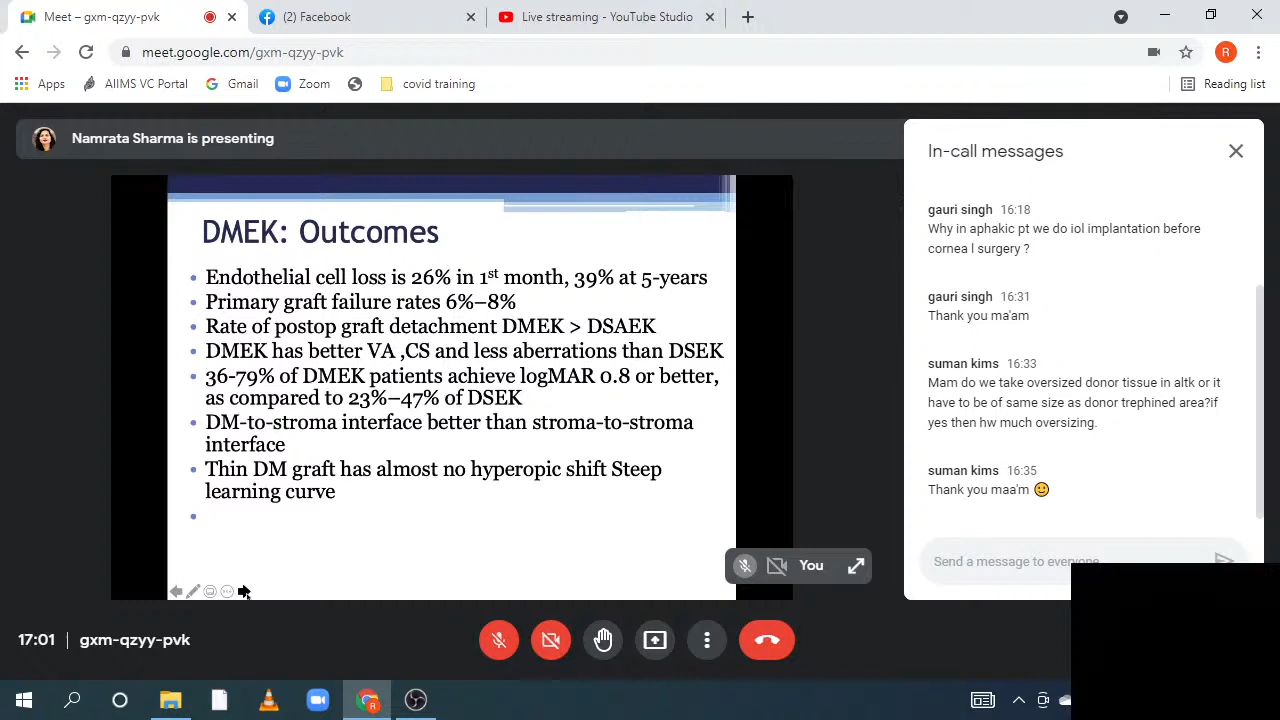 Meet – gxm-qzyy-pvk
(2) Facebook
Live streaming - YouTube Studio
meet.google.com/gxm-qzyy-pvk
R
Apps
AIIMS VC Portal
Gmail
Zoom
covid training
Reading list
Namrata Sharma is presenting
DMEK: Outcomes
• Endothelial cell loss is 26% in 1st month, 39% at 5-years
• Primary graft failure rates 6%–8%
• Rate of postop graft detachment DMEK > DSAEK
• DMEK has better VA ,CS and less aberrations than DSEK
• 36-79% of DMEK patients achieve logMAR 0.8 or better,
as compared to 23%–47% of DSEK
• DM-to-stroma interface better than stroma-to-stroma
interface
• Thin DM graft has almost no hyperopic shift Steep
learning curve
•
You
In-call messages
gauri singh 16:18
Why in aphakic pt we do iol implantation before
cornea l surgery ?
gauri singh 16:31
Thank you ma'am
suman kims 16:33
Mam do we take oversized donor tissue in altk or it
have to be of same size as donor trephined area?if
yes then hw much oversizing.
suman kims 16:35
Thank you maa'm 🙂
Send a message to everyone
17:01 | gxm-qzyy-pvk
R